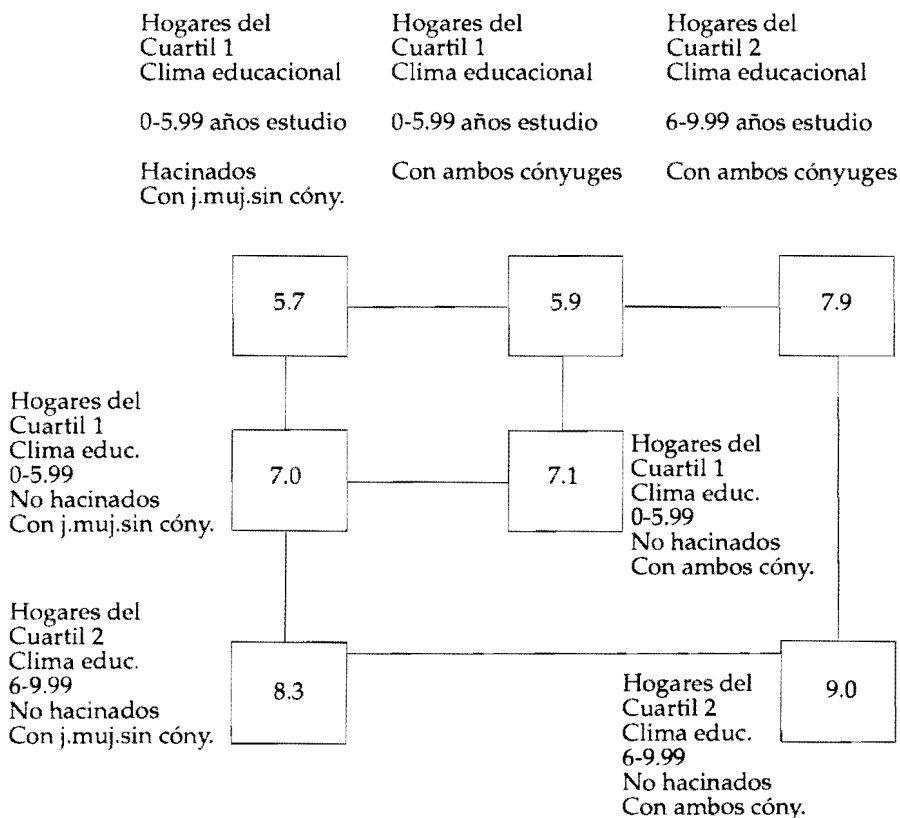 Hogares del
Cuartil 1
Clima educacional
0-5.99 años estudio
Hacinados
Con j.muj.sin cóny.
Hogares del
Cuartil 1
Clima educacional
0-5.99 años estudio
Con ambos cónyuges
Hogares del
Cuartil 2
Clima educacional
6-9.99 años estudio
Con ambos cónyuges
5.7
5.9
7.9
Hogares del
Cuartil 1
Clima educ.
0-5.99
No hacinados
Con j.muj.sin cóny.
7.0
7.1
Hogares del
Cuartil 1
Clima educ.
0-5.99
No hacinados
Con ambos cóny.
Hogares del
Cuartil 2
Clima educ.
6-9.99
No hacinados
Con j.muj.sin cóny.
8.3
Hogares del
Cuartil 2
Clima educ.
6-9.99
No hacinados
Con ambos cóny.
9.0